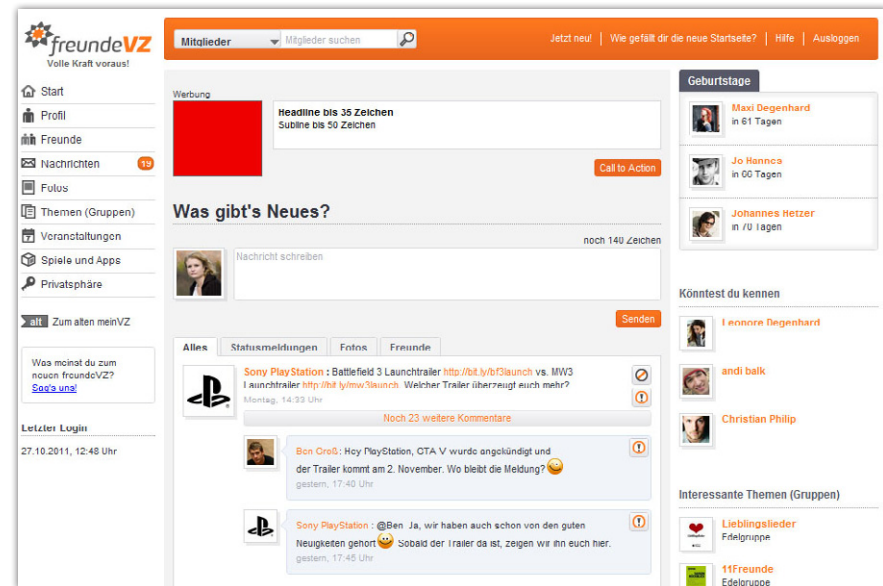 freundeVZ
Volle Kraft voraus!
Mitglieder
Mitglieder suchen
Jetzt neu!
Wie gefällt dir die neue Startseite?
Hilfe
Ausloggen
Start
Profil
Freunde
Nachrichten
19
Fotos
Themen (Gruppen)
Veranstaltungen
Spiele und Apps
Privatsphäre
alt Zum alten meinVZ
Was meinst du zum
neuen freundeVZ?
Sag's uns!
Letzter Login
27.10.2011, 12:48 Uhr
Werbung
Headline bis 35 Zeichen
Subline bis 50 Zeichen
Call to Action
Was gibt's Neues?
noch 140 Zeichen
Nachricht schreiben
Senden
Alles
Statusmeldungen
Fotos
Freunde
Sony PlayStation : Battlefield 3 Launchtrailer http://bit.ly/bf3launch vs. MW3
Launchtrailer http://bit.ly/mw3launch. Welcher Trailer überzeugt euch mehr?
Montag, 14:33 Uhr
Noch 23 weitere Kommentare
Ben Groß: Hey PlayStation, GTA V wurde angekündigt und
der Trailer kommt am 2. November. Wo bleibt die Meldung?
gestern, 17:40 Uhr
Sony PlayStation : @Ben Ja, wir haben auch schon von den guten
Neuigkeiten gehört Sobald der Trailer da ist, zeigen wir ihn euch hier.
gestern, 17:45 Uhr
Geburtstage
Maxi Degenhard
in 61 Tagen
Jo Hannes
in 66 Tagen
Johannes Hetzer
in 70 Tagen
Könntest du kennen
Leonore Degenhard
andi balk
Christian Philip
Interessante Themen (Gruppen)
Lieblingslieder
Edelgruppe
11Freunde
Edelgruppe